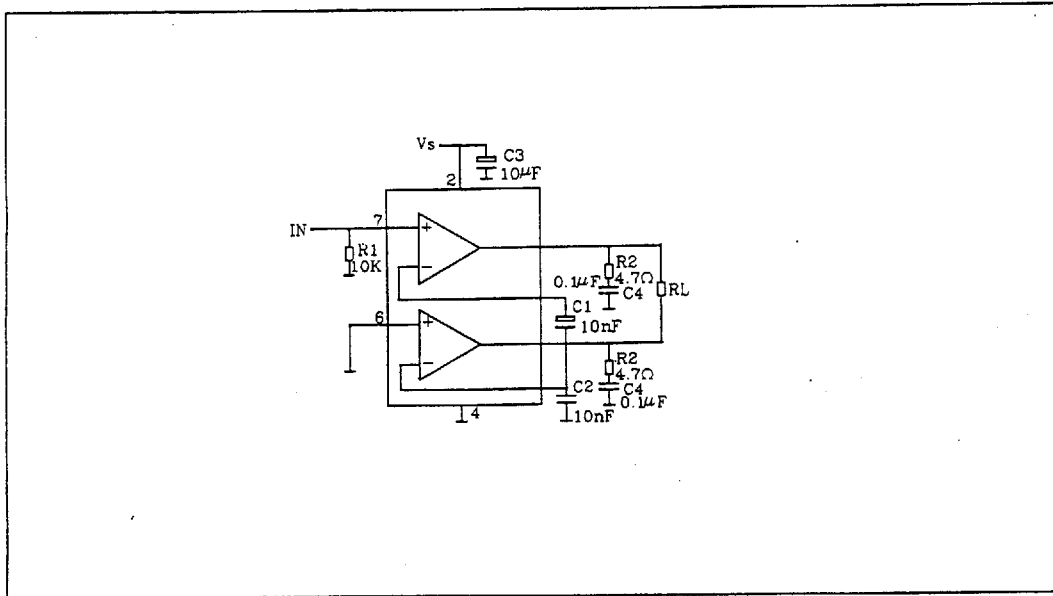 Vs
C3
10μF
2
IN
7
+
R1
10K
−
R2
4.7Ω
0.1μF
C4
RL
C1
10nF
6
+
−
R2
4.7Ω
C4
0.1μF
C2
10nF
4